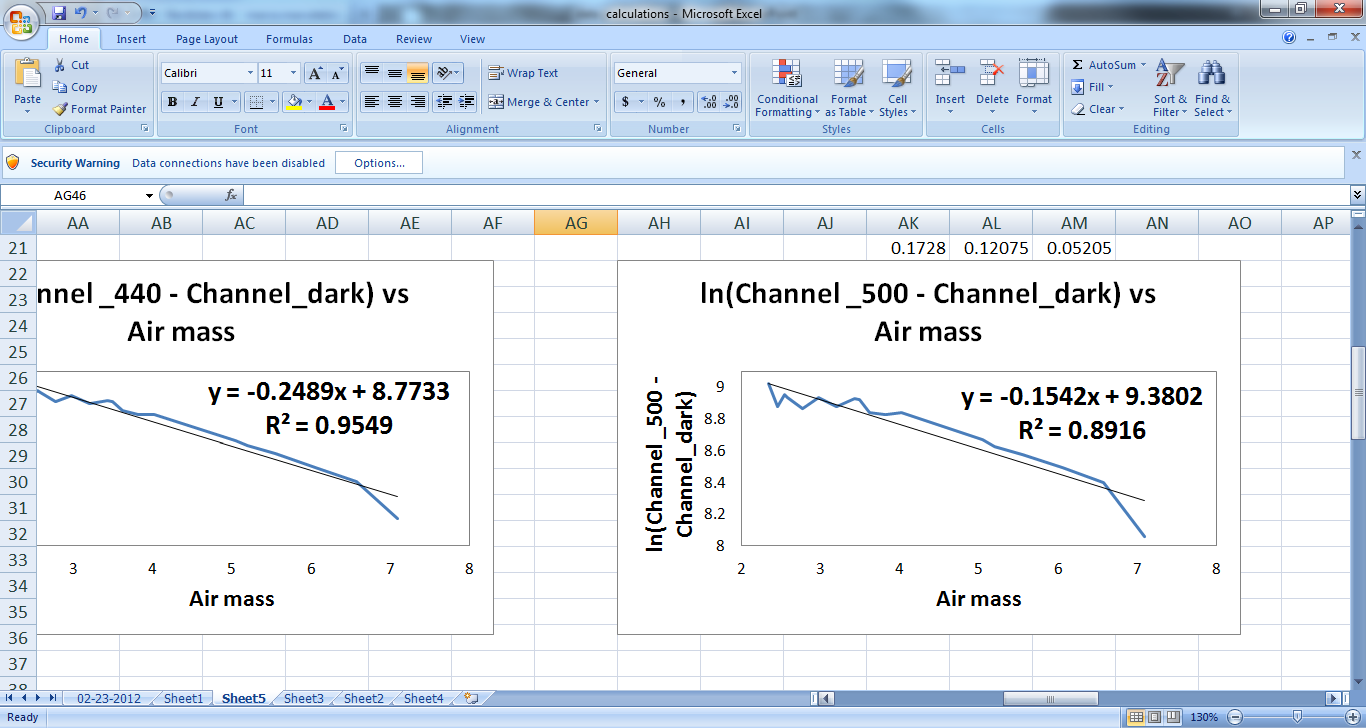 calculations - Microsoft Excel
Home Insert Page Layout Formulas Data Review View
Cut
Copy
Format Painter
Paste
Clipboard
Calibri 11
B I U
Font
Wrap Text
Merge & Center
Alignment
General
$ % ,
Number
Conditional Formatting
Format as Table
Cell Styles
Styles
Insert Delete Format
Cells
Σ AutoSum
Fill
Clear
Sort & Filter
Find & Select
Editing
Security Warning Data connections have been disabled Options...
AG46 fx
AA AB AC AD AE AF AG AH AI AJ AK AL AM AN AO AP
21 0.1728 0.12075 0.05205
22
23
24
25
26
27
28
29
30
31
32
33
34
35
36
37
38
nnel _440 - Channel_dark) vs
Air mass
y = -0.2489x + 8.7733
R² = 0.9549
3 4 5 6 7 8
Air mass
ln(Channel _500 - Channel_dark) vs
Air mass
ln(Channel _500 -
Channel_dark)
9
8.8
8.6
8.4
8.2
8
y = -0.1542x + 9.3802
R² = 0.8916
2 3 4 5 6 7 8
Air mass
02-23-2012 Sheet1 Sheet5 Sheet3 Sheet2 Sheet4
Ready 130%